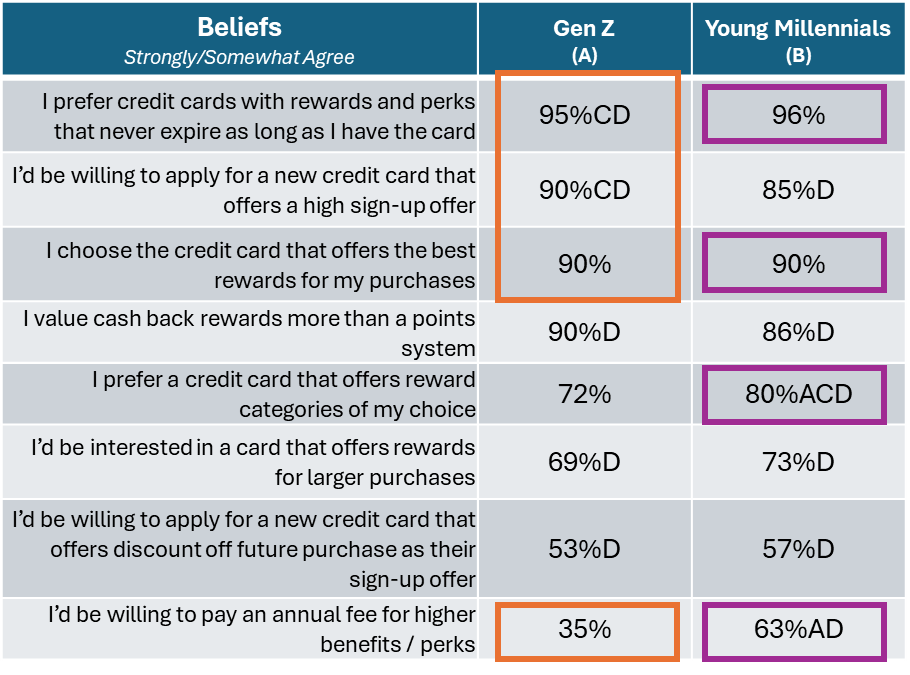 Beliefs
Strongly/Somewhat Agree
Gen Z
(A)
Young Millennials
(B)
I prefer credit cards with rewards and perks
that never expire as long as I have the card
95%CD
96%
I’d be willing to apply for a new credit card that
offers a high sign-up offer
90%CD
85%D
I choose the credit card that offers the best
rewards for my purchases
90%
90%
I value cash back rewards more than a points
system
90%D
86%D
I prefer a credit card that offers reward
categories of my choice
72%
80%ACD
I’d be interested in a card that offers rewards
for larger purchases
69%D
73%D
I’d be willing to apply for a new credit card that
offers discount off future purchase as their
sign-up offer
53%D
57%D
I’d be willing to pay an annual fee for higher
benefits / perks
35%
63%AD